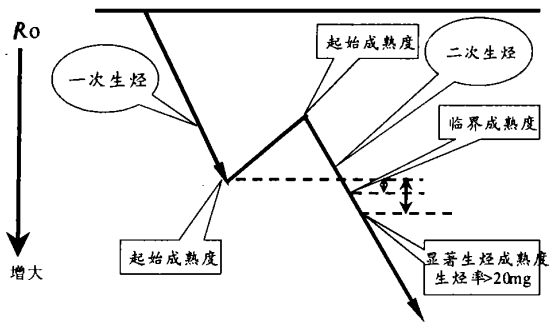 Ro
增大
一次生烃
起始成熟度
起始成熟度
二次生烃
临界成熟度
显著生烃成熟度
生烃率>20mg